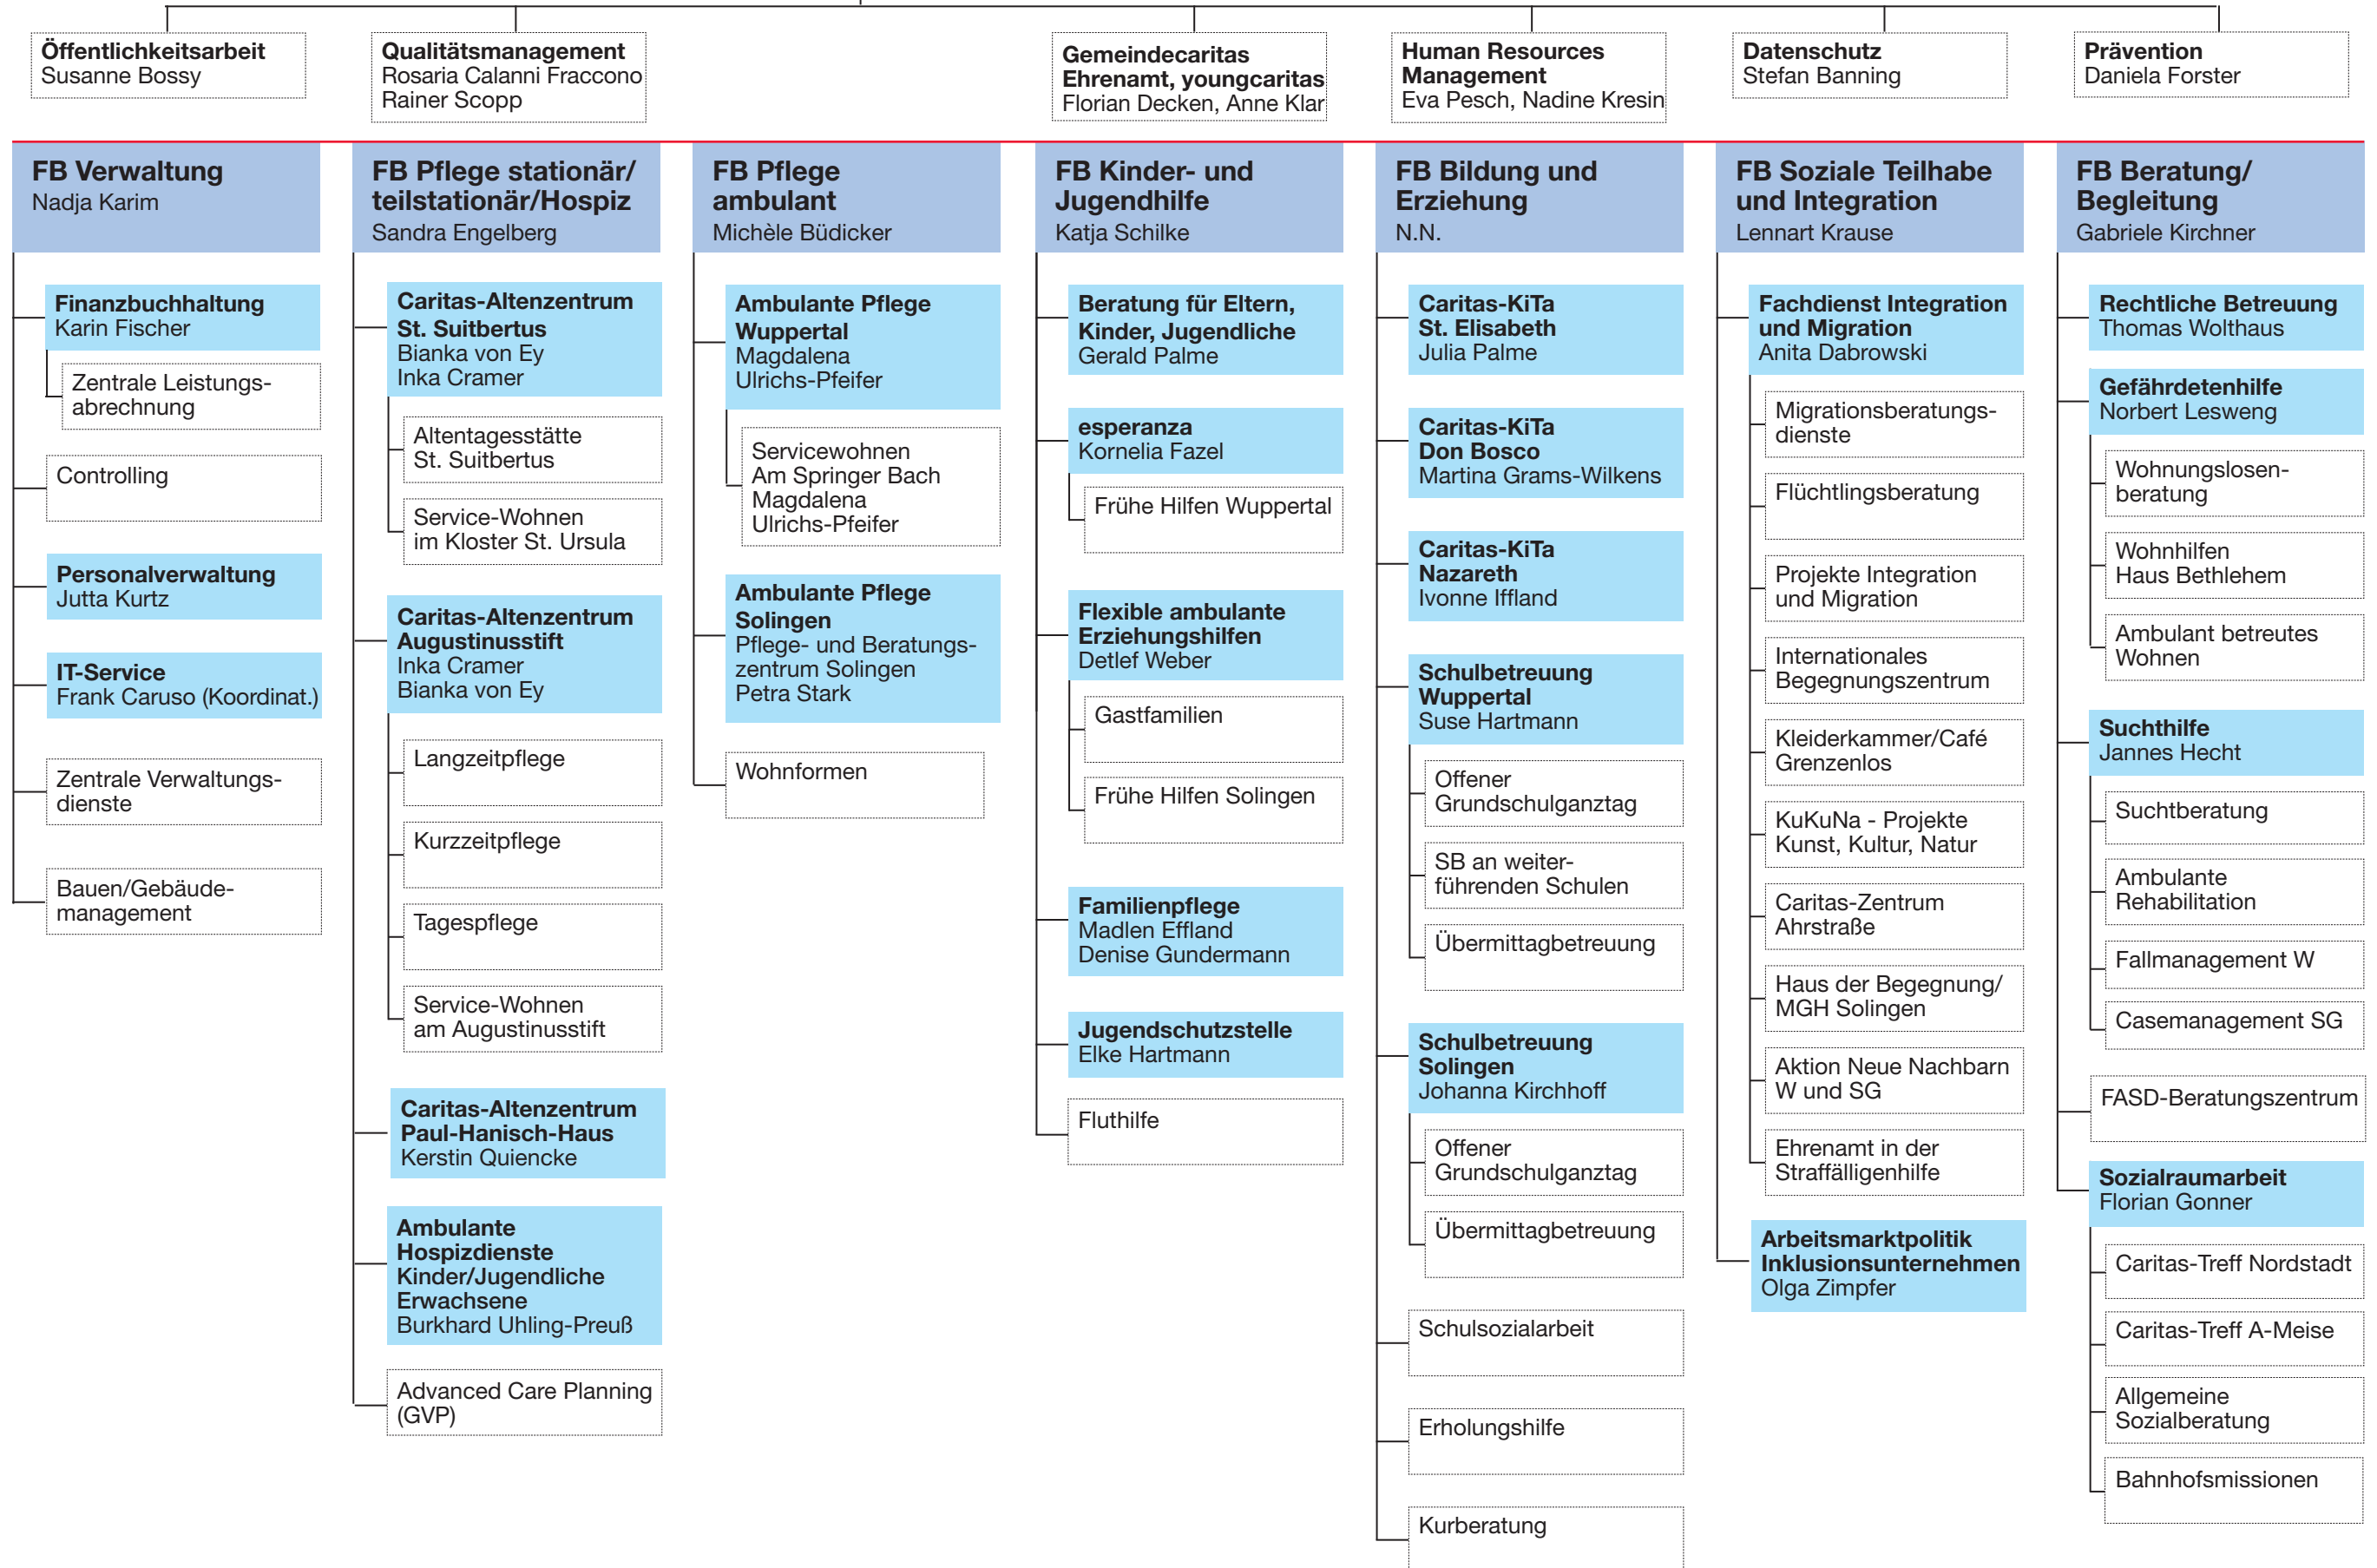 Öffentlichkeitsarbeit
Susanne Bossy
Qualitätsmanagement
Rosaria Calanni Fraccono
Rainer Scopp
Gemeindecaritas
Ehrenamt, youngcaritas
Florian Decken, Anne Klar
Human Resources
Management
Eva Pesch, Nadine Kresin
Datenschutz
Stefan Banning
Prävention
Daniela Forster
FB Verwaltung
Nadja Karim
Finanzbuchhaltung
Karin Fischer
Zentrale Leistungs-
abrechnung
Controlling
Personalverwaltung
Jutta Kurtz
IT-Service
Frank Caruso (Koordinat.)
Zentrale Verwaltungs-
dienste
Bauen/Gebäude-
management
FB Pflege stationär/
teilstationär/Hospiz
Sandra Engelberg
Caritas-Altenzentrum
St. Suitbertus
Bianka von Ey
Inka Cramer
Altentagesstätte
St. Suitbertus
Service-Wohnen
im Kloster St. Ursula
Caritas-Altenzentrum
Augustinusstift
Inka Cramer
Bianka von Ey
Langzeitpflege
Kurzzeitpflege
Tagespflege
Service-Wohnen
am Augustinusstift
Caritas-Altenzentrum
Paul-Hanisch-Haus
Kerstin Quiencke
Ambulante
Hospizdienste
Kinder/Jugendliche
Erwachsene
Burkhard Uhling-Preuß
Advanced Care Planning
(GVP)
FB Pflege
ambulant
Michèle Büdicker
Ambulante Pflege
Wuppertal
Magdalena
Ulrichs-Pfeifer
Servicewohnen
Am Springer Bach
Magdalena
Ulrichs-Pfeifer
Ambulante Pflege
Solingen
Pflege- und Beratungs-
zentrum Solingen
Petra Stark
Wohnformen
FB Kinder- und
Jugendhilfe
Katja Schilke
Beratung für Eltern,
Kinder, Jugendliche
Gerald Palme
esperanza
Kornelia Fazel
Frühe Hilfen Wuppertal
Flexible ambulante
Erziehungshilfen
Detlef Weber
Gastfamilien
Frühe Hilfen Solingen
Familienpflege
Madlen Effland
Denise Gundermann
Jugendschutzstelle
Elke Hartmann
Fluthilfe
FB Bildung und
Erziehung
N.N.
Caritas-KiTa
St. Elisabeth
Julia Palme
Caritas-KiTa
Don Bosco
Martina Grams-Wilkens
Caritas-KiTa
Nazareth
Ivonne Iffland
Schulbetreuung
Wuppertal
Suse Hartmann
Offener
Grundschulganztag
SB an weiter-
führenden Schulen
Übermittagbetreuung
Schulbetreuung
Solingen
Johanna Kirchhoff
Offener
Grundschulganztag
Übermittagbetreuung
Schulsozialarbeit
Erholungshilfe
Kurberatung
FB Soziale Teilhabe
und Integration
Lennart Krause
Fachdienst Integration
und Migration
Anita Dabrowski
Migrationsberatungs-
dienste
Flüchtlingsberatung
Projekte Integration
und Migration
Internationales
Begegnungszentrum
Kleiderkammer/Café
Grenzenlos
KuKuNa - Projekte
Kunst, Kultur, Natur
Caritas-Zentrum
Ahrstraße
Haus der Begegnung/
MGH Solingen
Aktion Neue Nachbarn
W und SG
Ehrenamt in der
Straffälligenhilfe
Arbeitsmarktpolitik
Inklusionsunternehmen
Olga Zimpfer
FB Beratung/
Begleitung
Gabriele Kirchner
Rechtliche Betreuung
Thomas Wolthaus
Gefährdetenhilfe
Norbert Lesweng
Wohnungslosen-
beratung
Wohnhilfen
Haus Bethlehem
Ambulant betreutes
Wohnen
Suchthilfe
Jannes Hecht
Suchtberatung
Ambulante
Rehabilitation
Fallmanagement W
Casemanagement SG
FASD-Beratungszentrum
Sozialraumarbeit
Florian Gonner
Caritas-Treff Nordstadt
Caritas-Treff A-Meise
Allgemeine
Sozialberatung
Bahnhofsmissionen